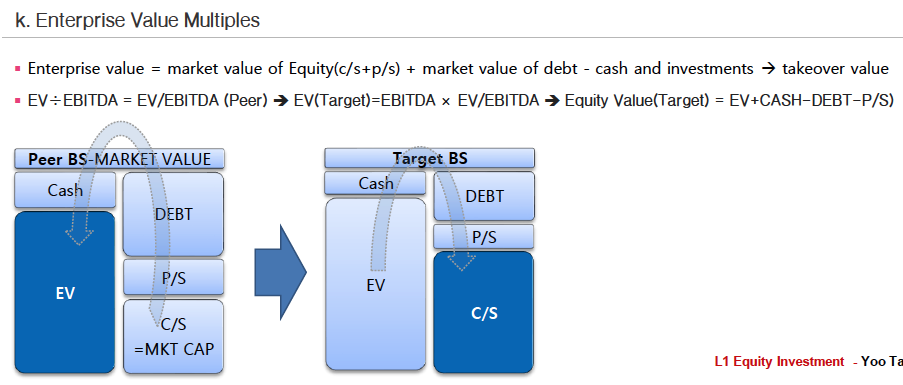 k. Enterprise Value Multiples
▪ Enterprise value = market value of Equity(c/s+p/s) + market value of debt - cash and investments → takeover value
▪ EV÷EBITDA = EV/EBITDA (Peer) ➔ EV(Target)=EBITDA × EV/EBITDA ➔ Equity Value(Target) = EV+CASH-DEBT-P/S)
Peer BS-MARKET VALUE
Cash
DEBT
EV
P/S
C/S
=MKT CAP
Target BS
Cash
DEBT
P/S
EV
C/S
L1 Equity Investment - Yoo Ta